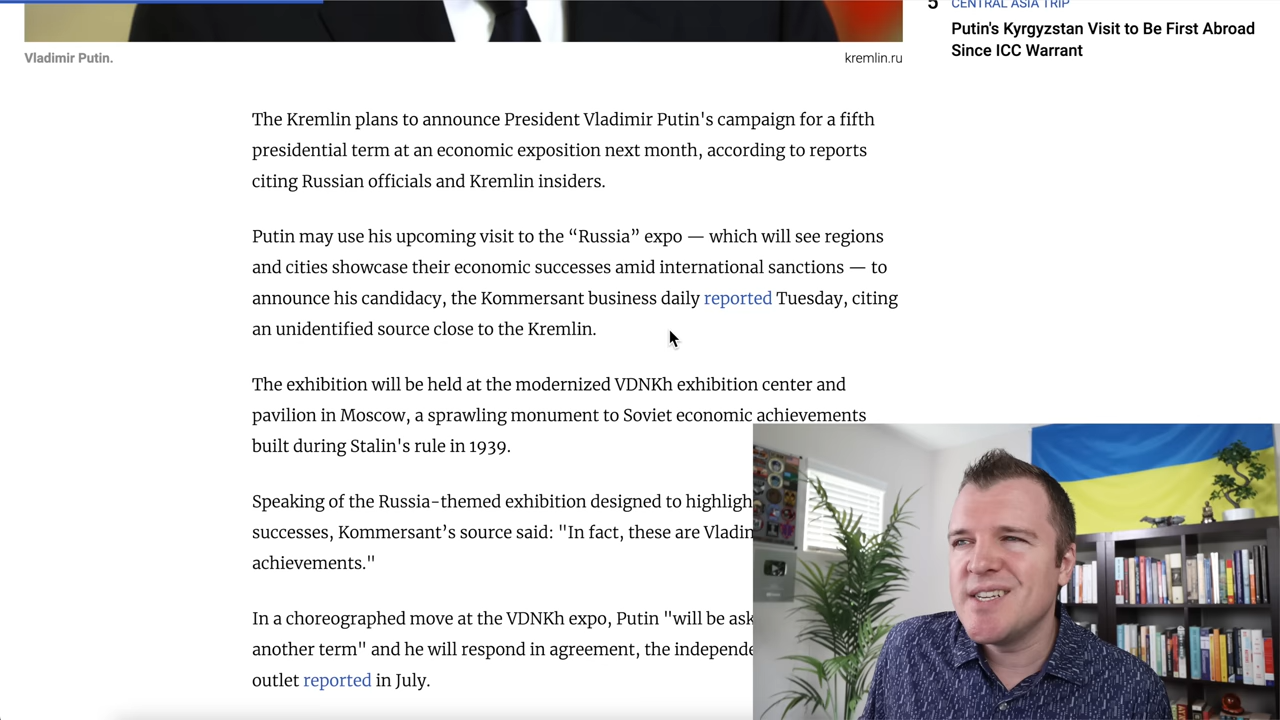 5 CENTRAL ASIA TRIP
Putin's Kyrgyzstan Visit to Be First Abroad
Since ICC Warrant
Vladimir Putin.
kremlin.ru
The Kremlin plans to announce President Vladimir Putin's campaign for a fifth
presidential term at an economic exposition next month, according to reports
citing Russian officials and Kremlin insiders.
Putin may use his upcoming visit to the “Russia” expo — which will see regions
and cities showcase their economic successes amid international sanctions — to
announce his candidacy, the Kommersant business daily reported Tuesday, citing
an unidentified source close to the Kremlin.
The exhibition will be held at the modernized VDNKh exhibition center and
pavilion in Moscow, a sprawling monument to Soviet economic achievements
built during Stalin's rule in 1939.
Speaking of the Russia-themed exhibition designed to highligh
successes, Kommersant’s source said: "In fact, these are Vladin
achievements."
In a choreographed move at the VDNKh expo, Putin "will be ask
another term" and he will respond in agreement, the independe
outlet reported in July.